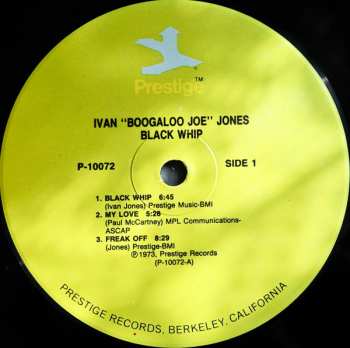 Prestige™
IVAN "BOOGALOO JOE" JONES
BLACK WHIP
P-10072 SIDE 1
1. BLACK WHIP 6:45
(Ivan Jones) Prestige Music-BMI
2. MY LOVE 5:28
(Paul McCartney) MPL Communications-
ASCAP
3. FREAK OFF 8:29
(Jones) Prestige-BMI
℗ 1973, Prestige Records
(P-10072-A)
PRESTIGE RECORDS, BERKELEY, CALIFORNIA